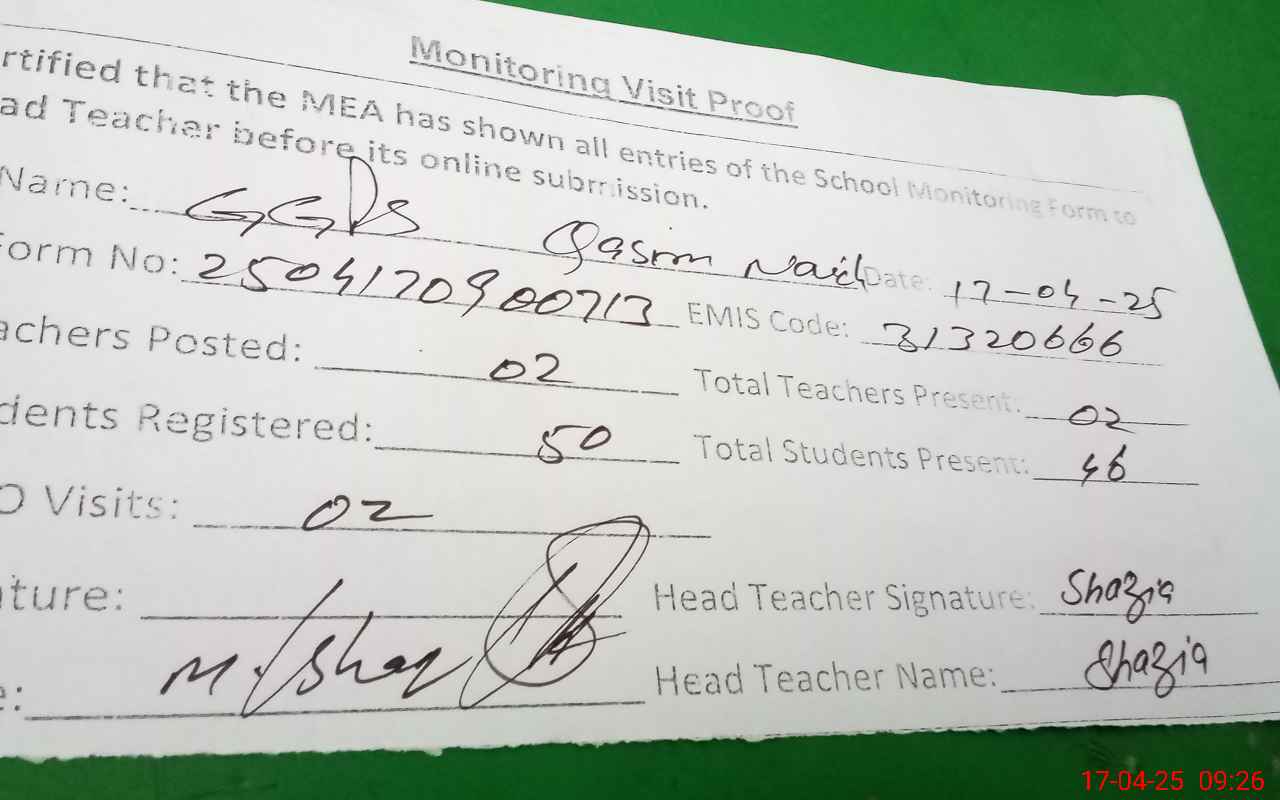 Monitoring Visit Proof
rtified that the MEA has shown all entries of the School Monitoring Form to
ad Teacher before its online submission.
Name: GGPS Qasim Naich Date: 17-04-25
Form No: 2504170900713 EMIS Code: 31320666
achers Posted: 02 Total Teachers Present: 02
dents Registered: 50 Total Students Present: 46
O Visits: 02
ture: Head Teacher Signature: Shazia
e: Head Teacher Name: Shazia
17-04-25 09:26